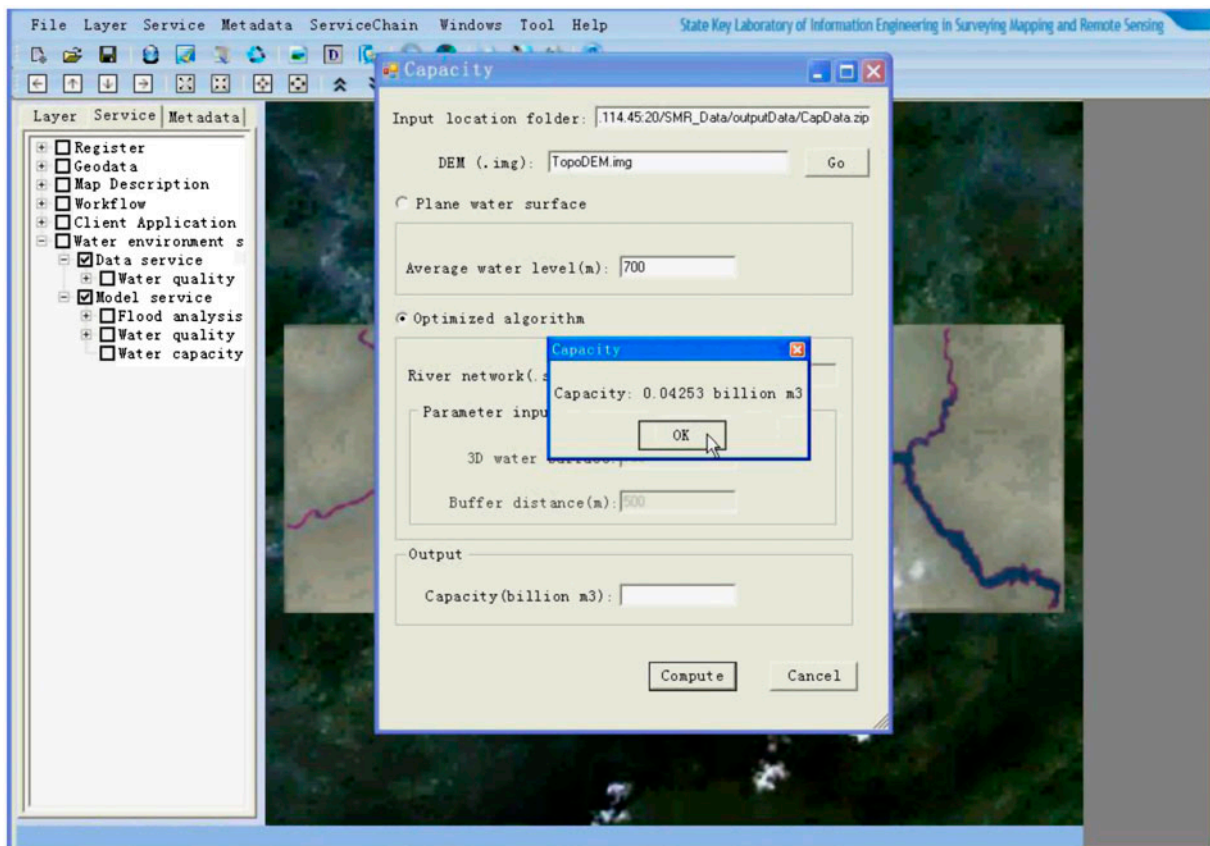 File Layer Service Metadata ServiceChain Windows Tool Help
State Key Laboratory of Information Engineering in Surveying Mapping and Remote Sensing
D
Layer Service Metadata
Register
Geodata
Map Description
Workflow
Client Application
Water environment s
Data service
Water quality
Model service
Flood analysis
Water quality
Water capacity
Capacity
Input location folder: .114.45:20/SMR_Data/outputData/CapData.zip
DEM (.img): TopoDEM.img Go
Plane water surface
Average water level(m): 700
Optimized algorithm
River network(.s
Parameter inpu
3D water
Buffer distance(m): 500
Capacity
Capacity: 0.04253 billion m3
OK
Output
Capacity(billion m3):
Compute Cancel